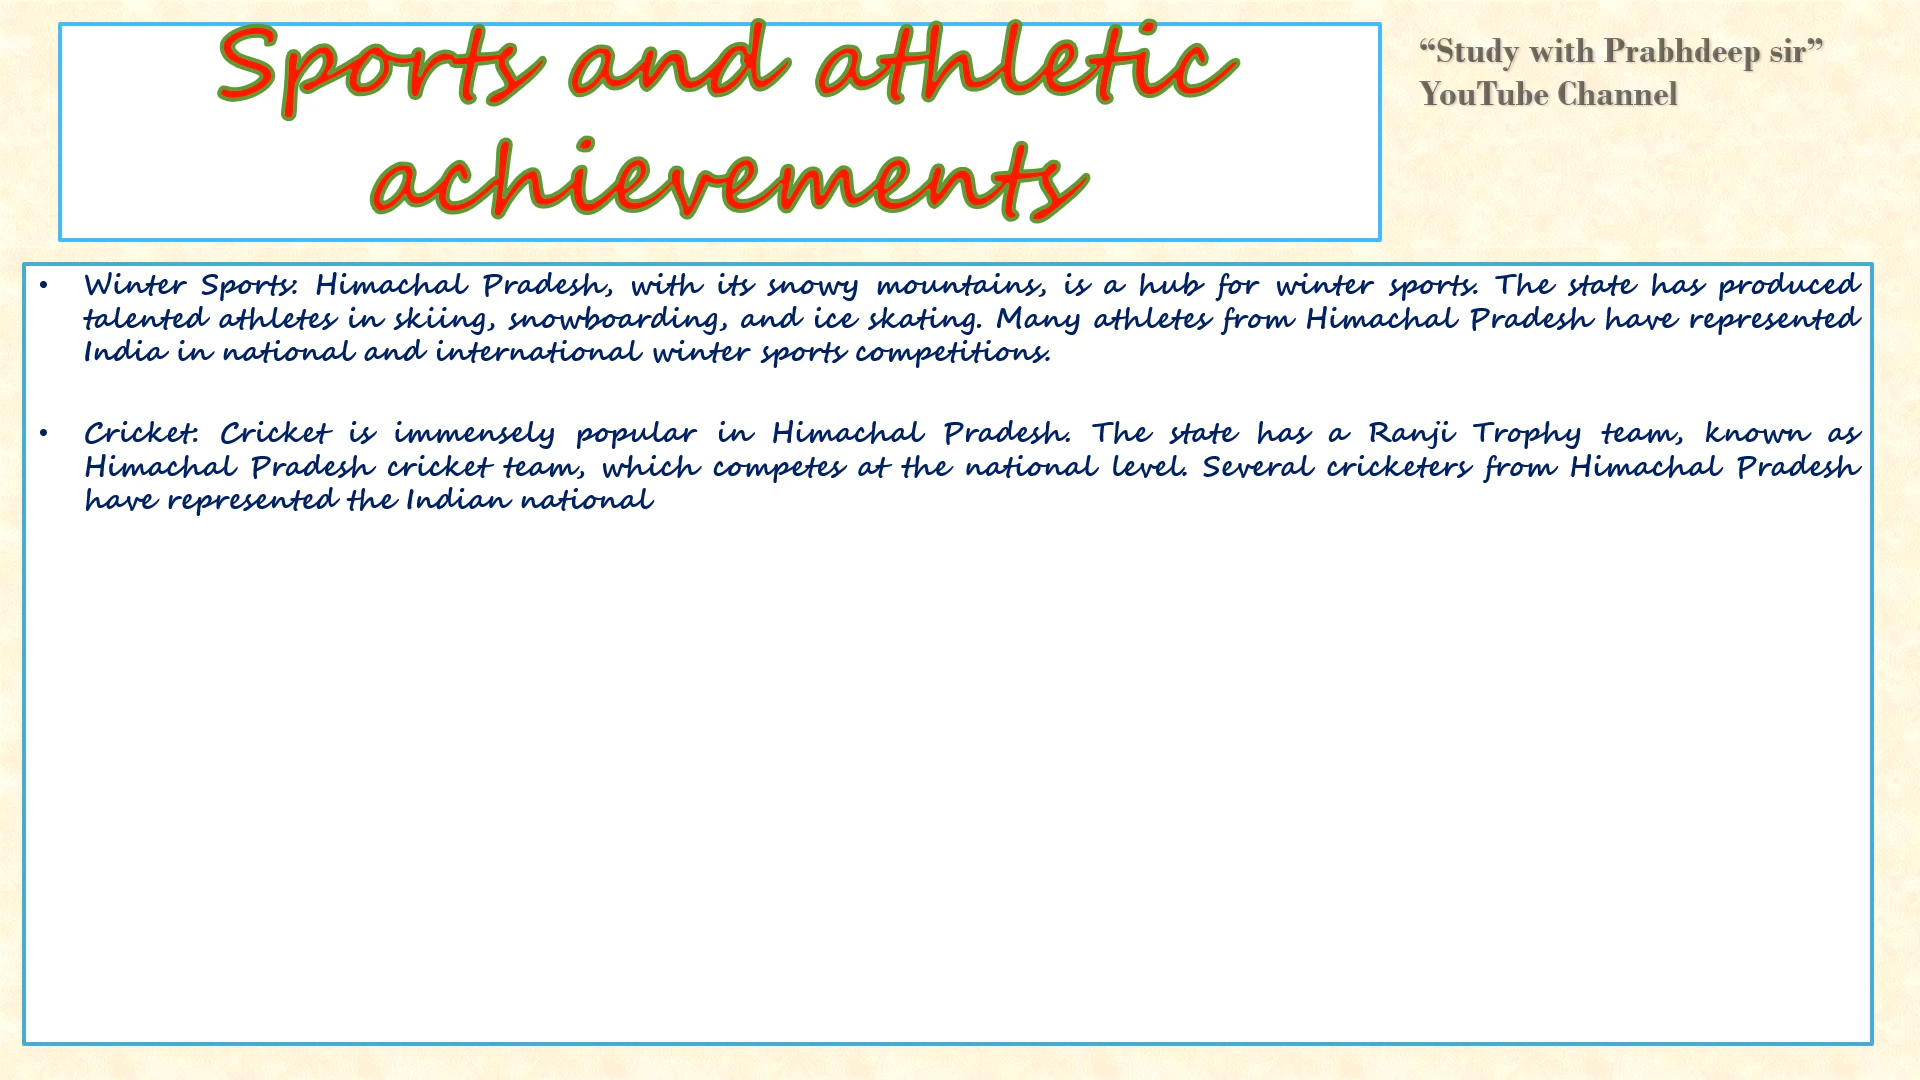 Sports and athletic
achievements
“Study with Prabhdeep sir”
YouTube Channel
• Winter Sports: Himachal Pradesh, with its snowy mountains, is a hub for winter sports. The state has produced
talented athletes in skiing, snowboarding, and ice skating. Many athletes from Himachal Pradesh have represented
India in national and international winter sports competitions.
• Cricket: Cricket is immensely popular in Himachal Pradesh. The state has a Ranji Trophy team, known as
Himachal Pradesh cricket team, which competes at the national level. Several cricketers from Himachal Pradesh
have represented the Indian national